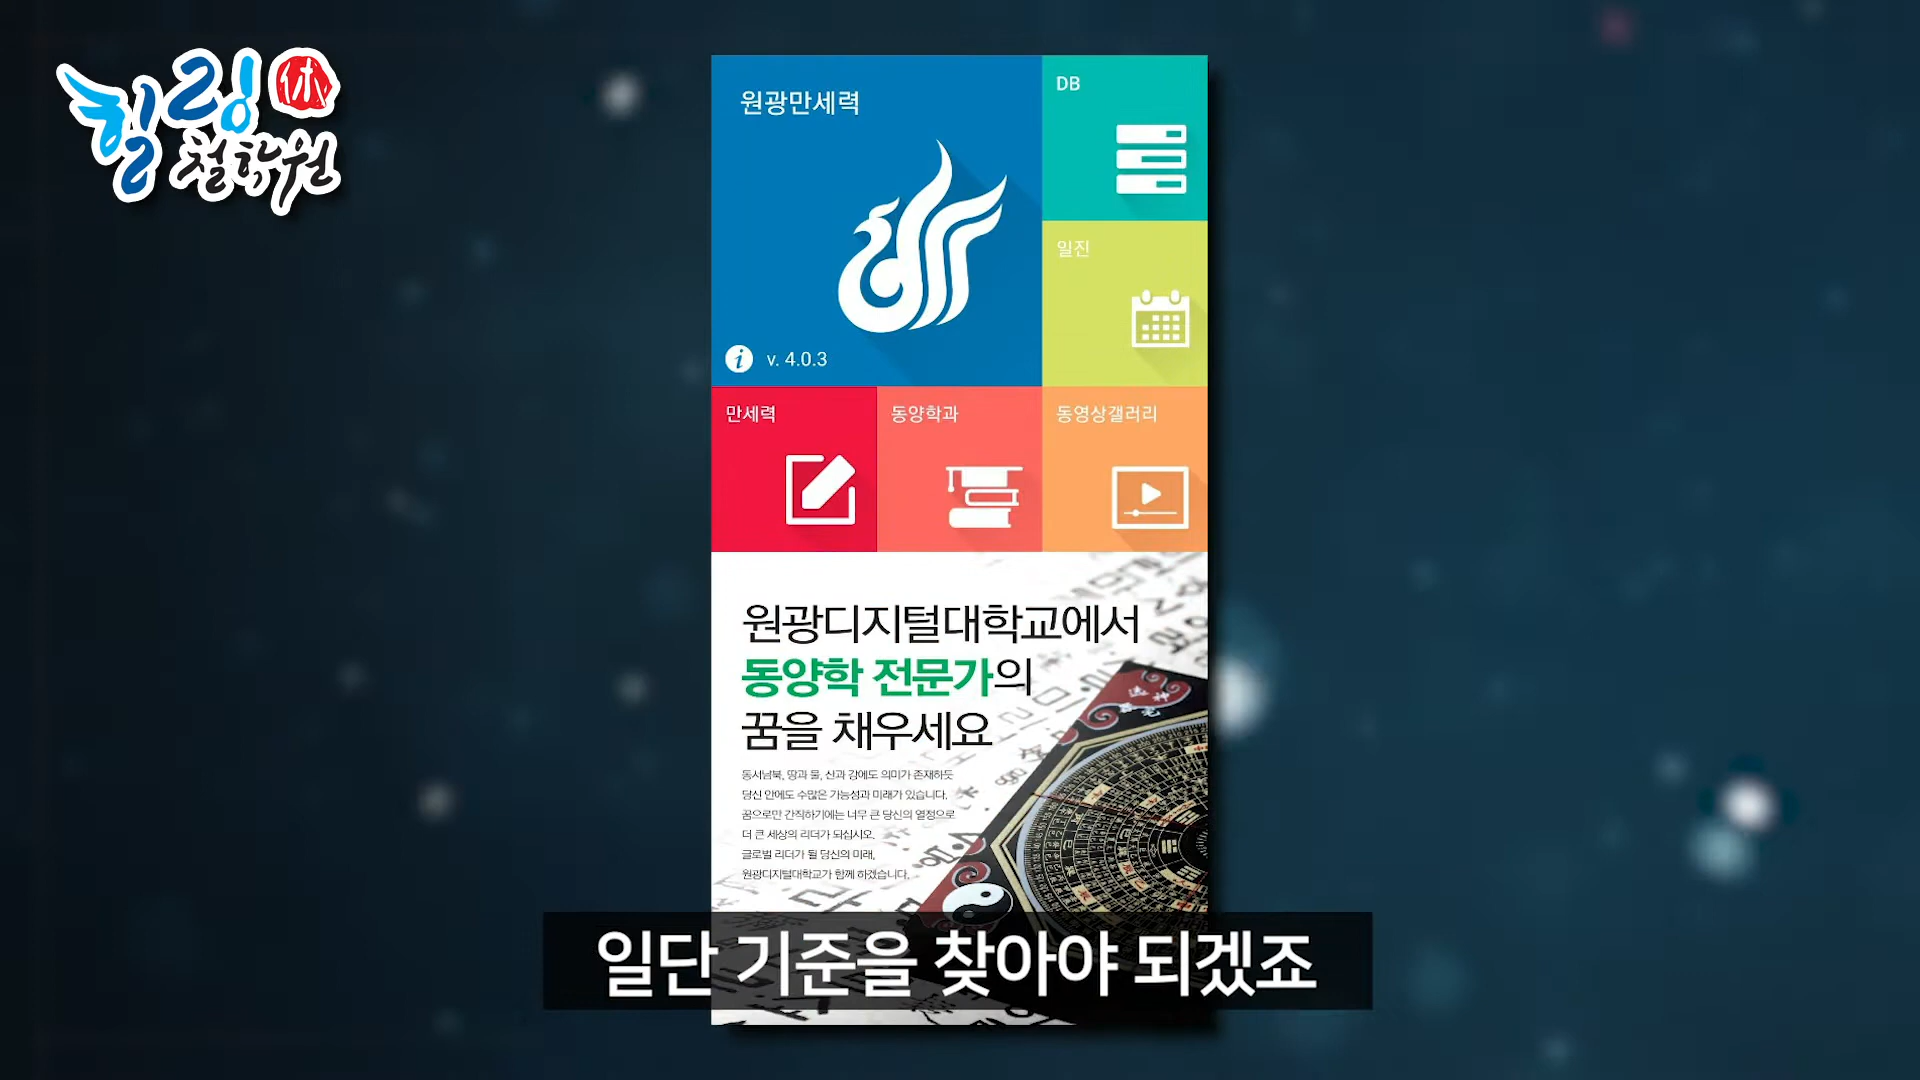 힐링 休
철학원
원광만세력
DB
일진
v. 4.0.3
만세력
동양학과
동영상갤러리
원광디지털대학교에서
동양학 전문가의
꿈을 채우세요
동서남북, 땅과 물, 산과 강에도 의미가 존재하듯
당신 안에도 수많은 가능성과 미래가 있습니다.
꿈으로만 간직하기에는 너무 큰 당신의 열정으로
더 큰 세상의 리더가 되십시오.
글로벌 리더가 될 당신의 미래,
원광디지털대학교가 함께 하겠습니다.
일단 기준을 찾아야 되겠죠